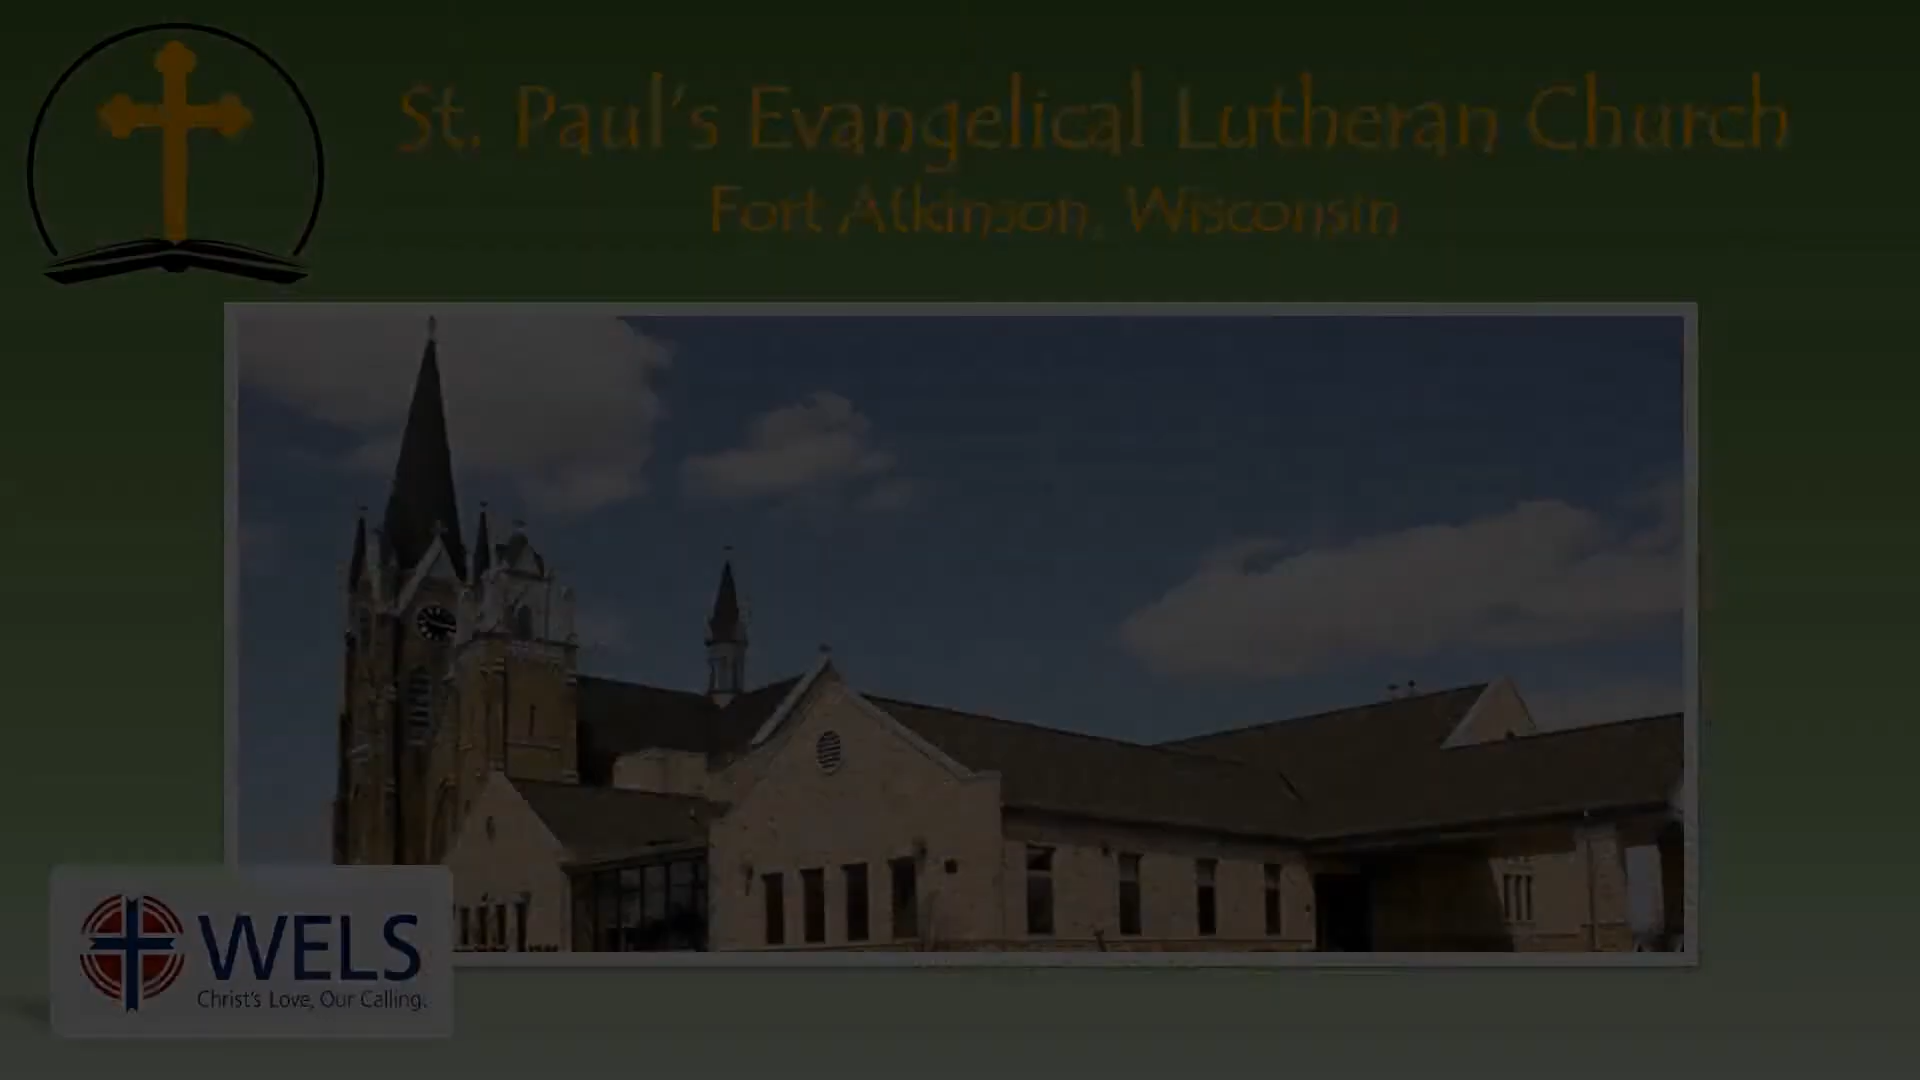 St. Paul's Evangelical Lutheran Church
Fort Atkinson, Wisconsin
WELS
Christ's Love, Our Calling.